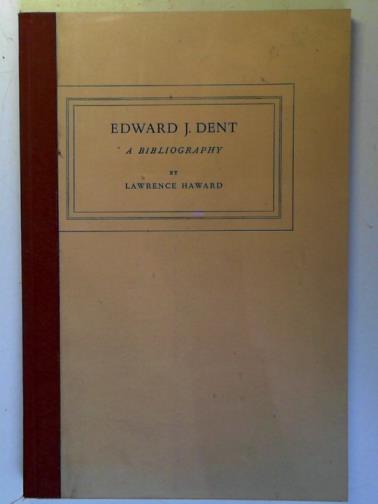 EDWARD J. DENT
A BIBLIOGRAPHY
BY
LAWRENCE HAWARD